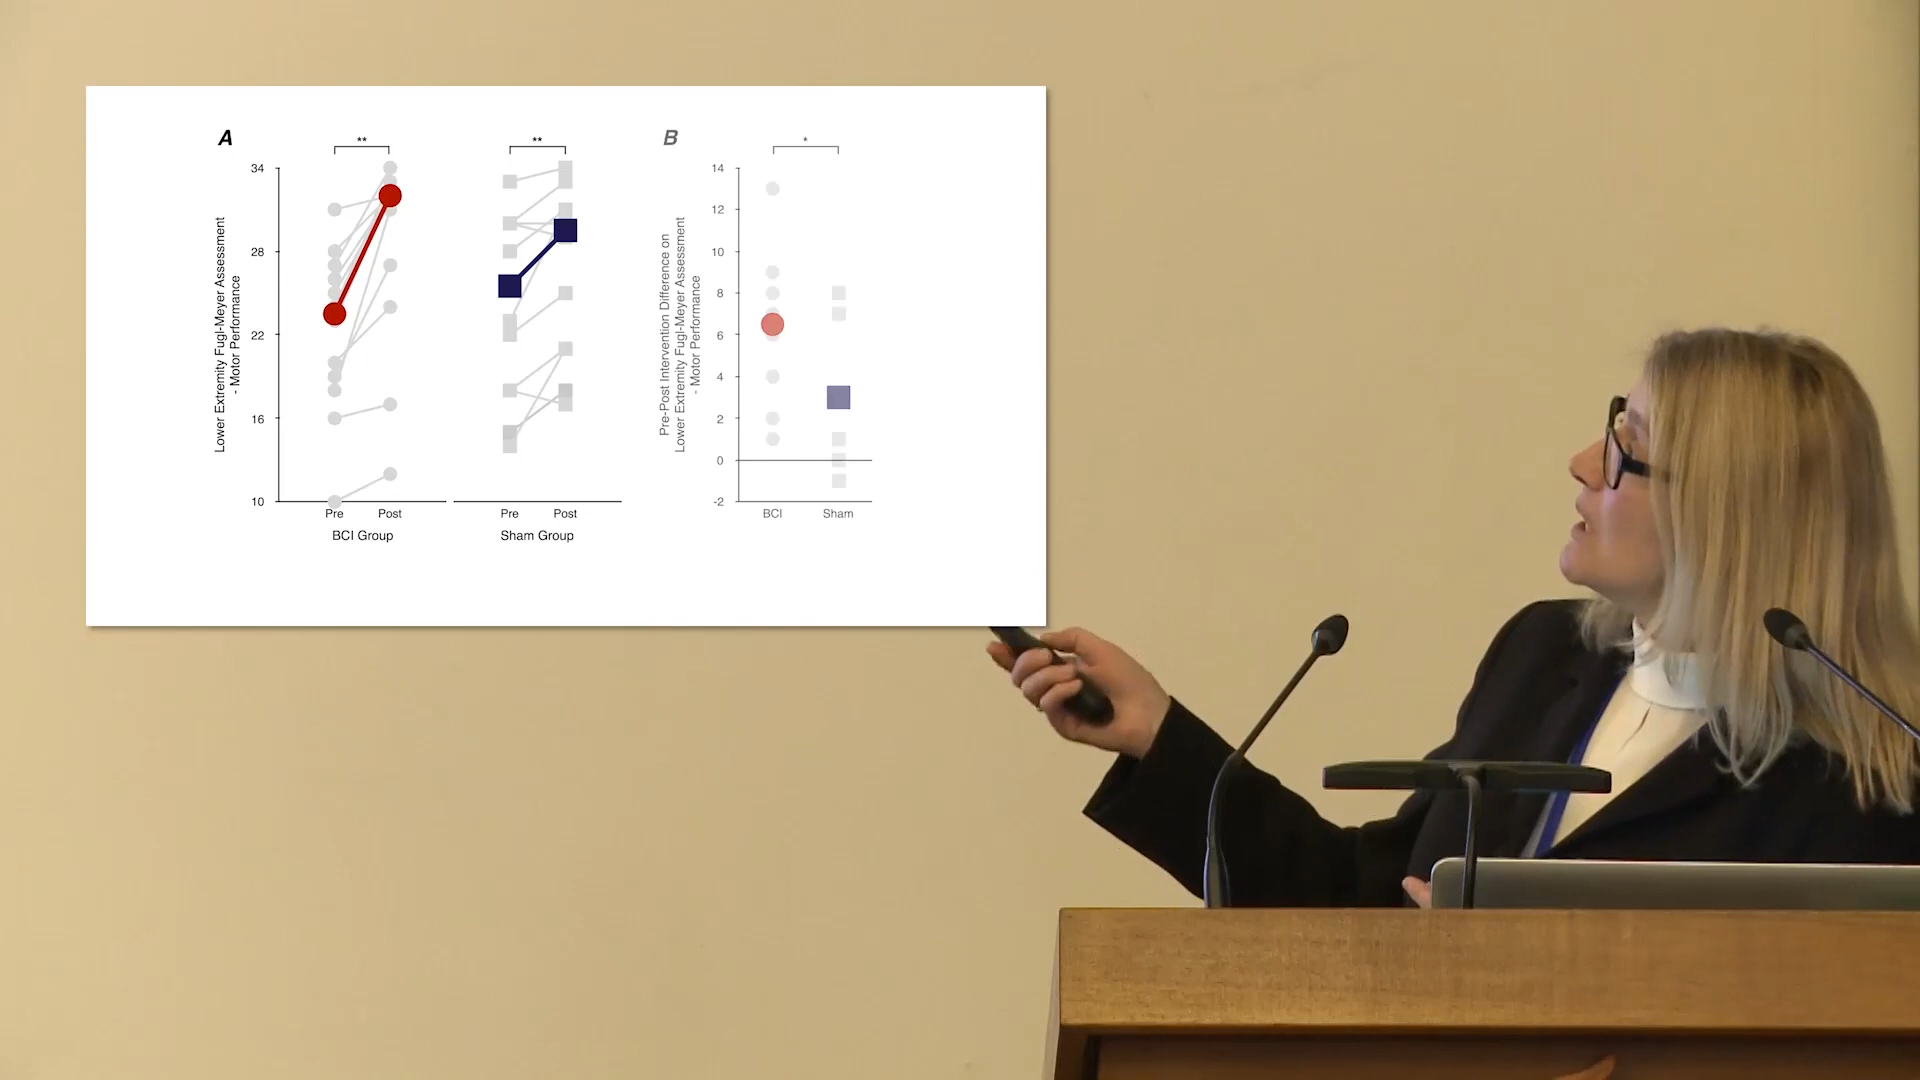 A
**
**
34
28
22
16
10
Lower Extremity Fugl-Meyer Assessment
- Motor Performance
Pre
Post
Pre
Post
BCI Group
Sham Group
B
*
14
12
10
8
6
4
2
0
-2
Pre-Post Intervention Difference on
Lower Extremity Fugl-Meyer Assessment
- Motor Performance
BCI
Sham